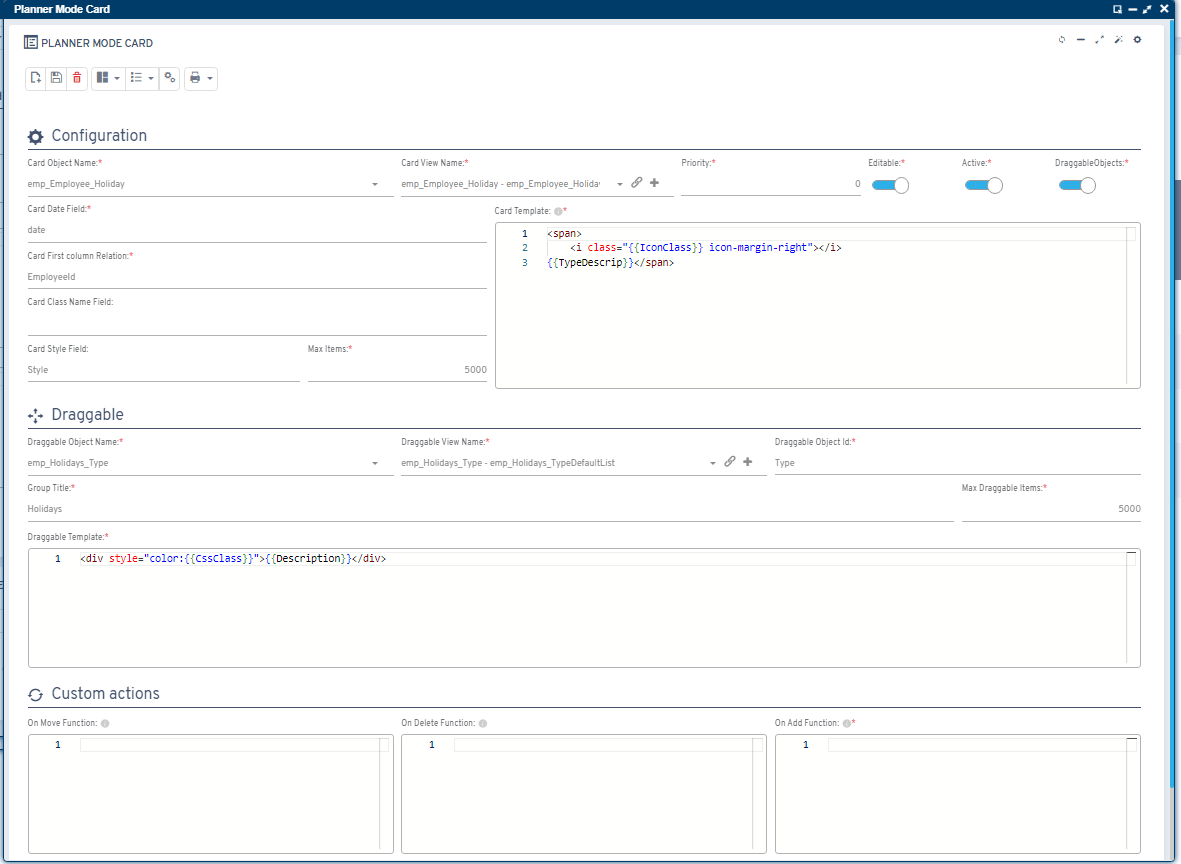 Planner Mode Card
PLANNER MODE CARD
Configuration
Card Object Name:*
emp_Employee_Holiday
Card View Name:*
emp_Employee_Holiday - emp_Employee_Holida
Priority:*
0
Editable:*
Active:*
DraggableObjects:*
Card Date Field:*
date
Card First column Relation:*
EmployeeId
Card Class Name Field:
Card Style Field:
Style
Max Items:*
5000
Card Template: *
1 <span>
2 <i class="{{IconClass}} icon-margin-right"></i>
3 {{TypeDescrip}}</span>
Draggable
Draggable Object Name:*
emp_Holidays_Type
Draggable View Name:*
emp_Holidays_Type - emp_Holidays_TypeDefaultList
Draggable Object Id:*
Type
Group Title:*
Holidays
Max Draggable Items:*
5000
Draggable Template:*
1 <div style="color:{{CssClass}}">{{Description}}</div>
Custom actions
On Move Function:
1
On Delete Function:
1
On Add Function: *
1